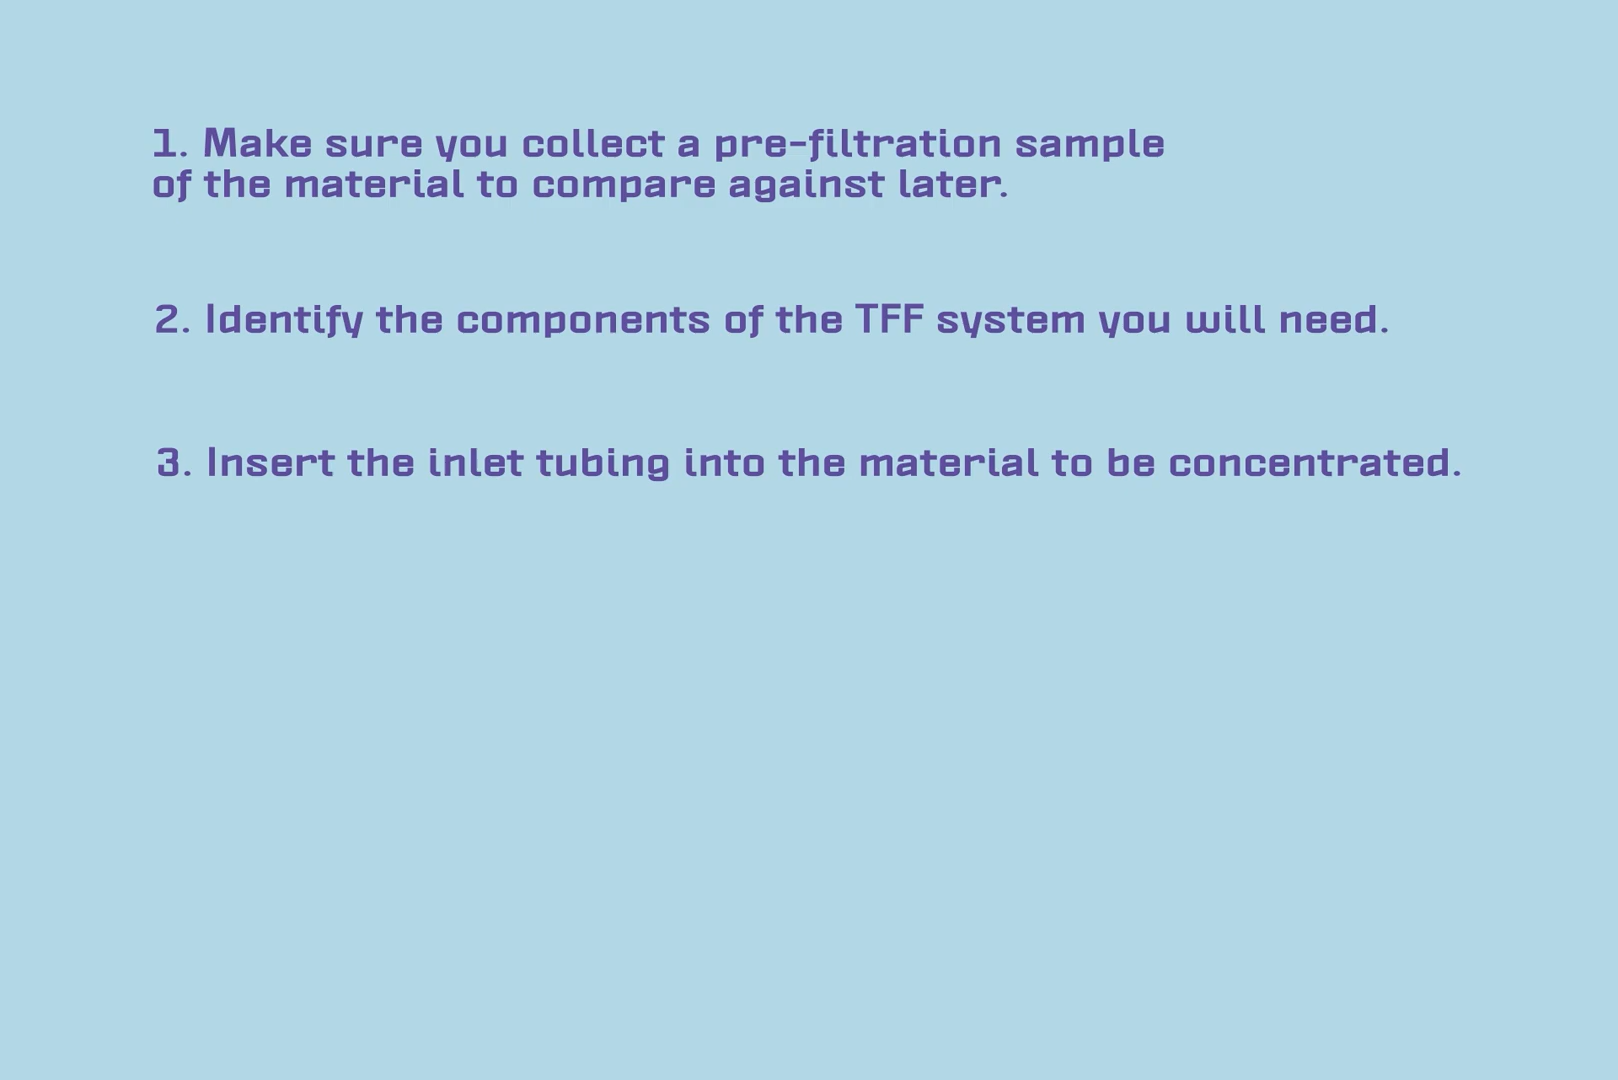 1. Make sure you collect a pre-filtration sample
of the material to compare against later.
2. Identify the components of the TFF system you will need.
3. Insert the inlet tubing into the material to be concentrated.